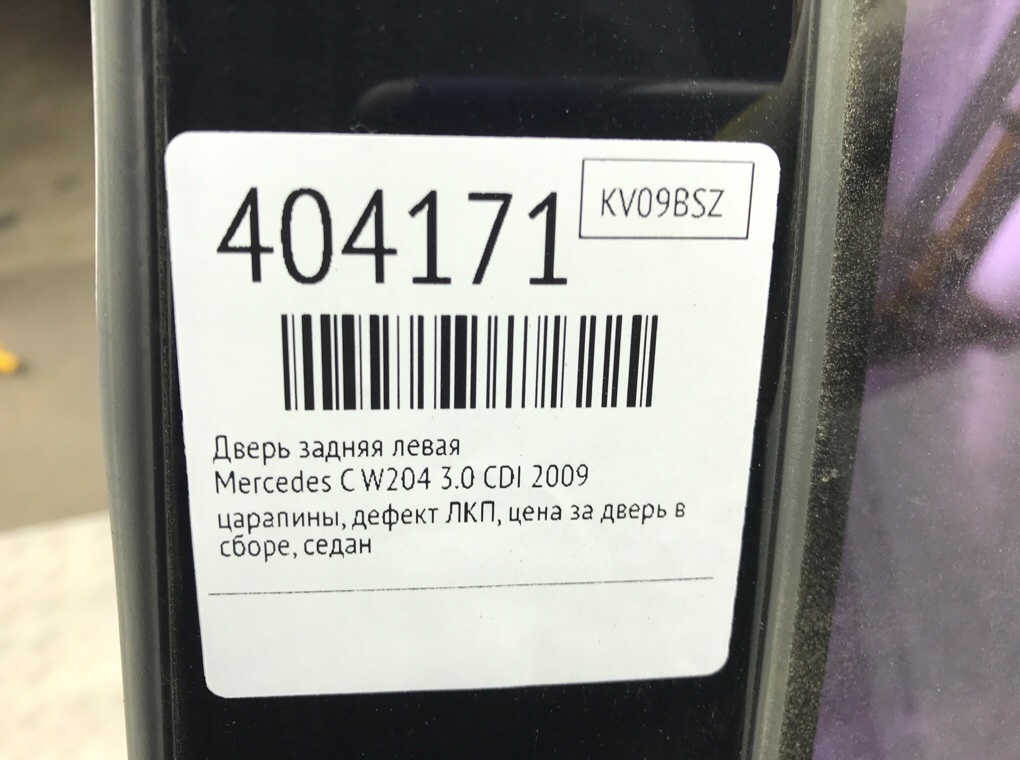 404171
KV09BSZ
Дверь задняя левая
Mercedes C W204 3.0 CDI 2009
царапины, дефект ЛКП, цена за дверь в
сборе, седан